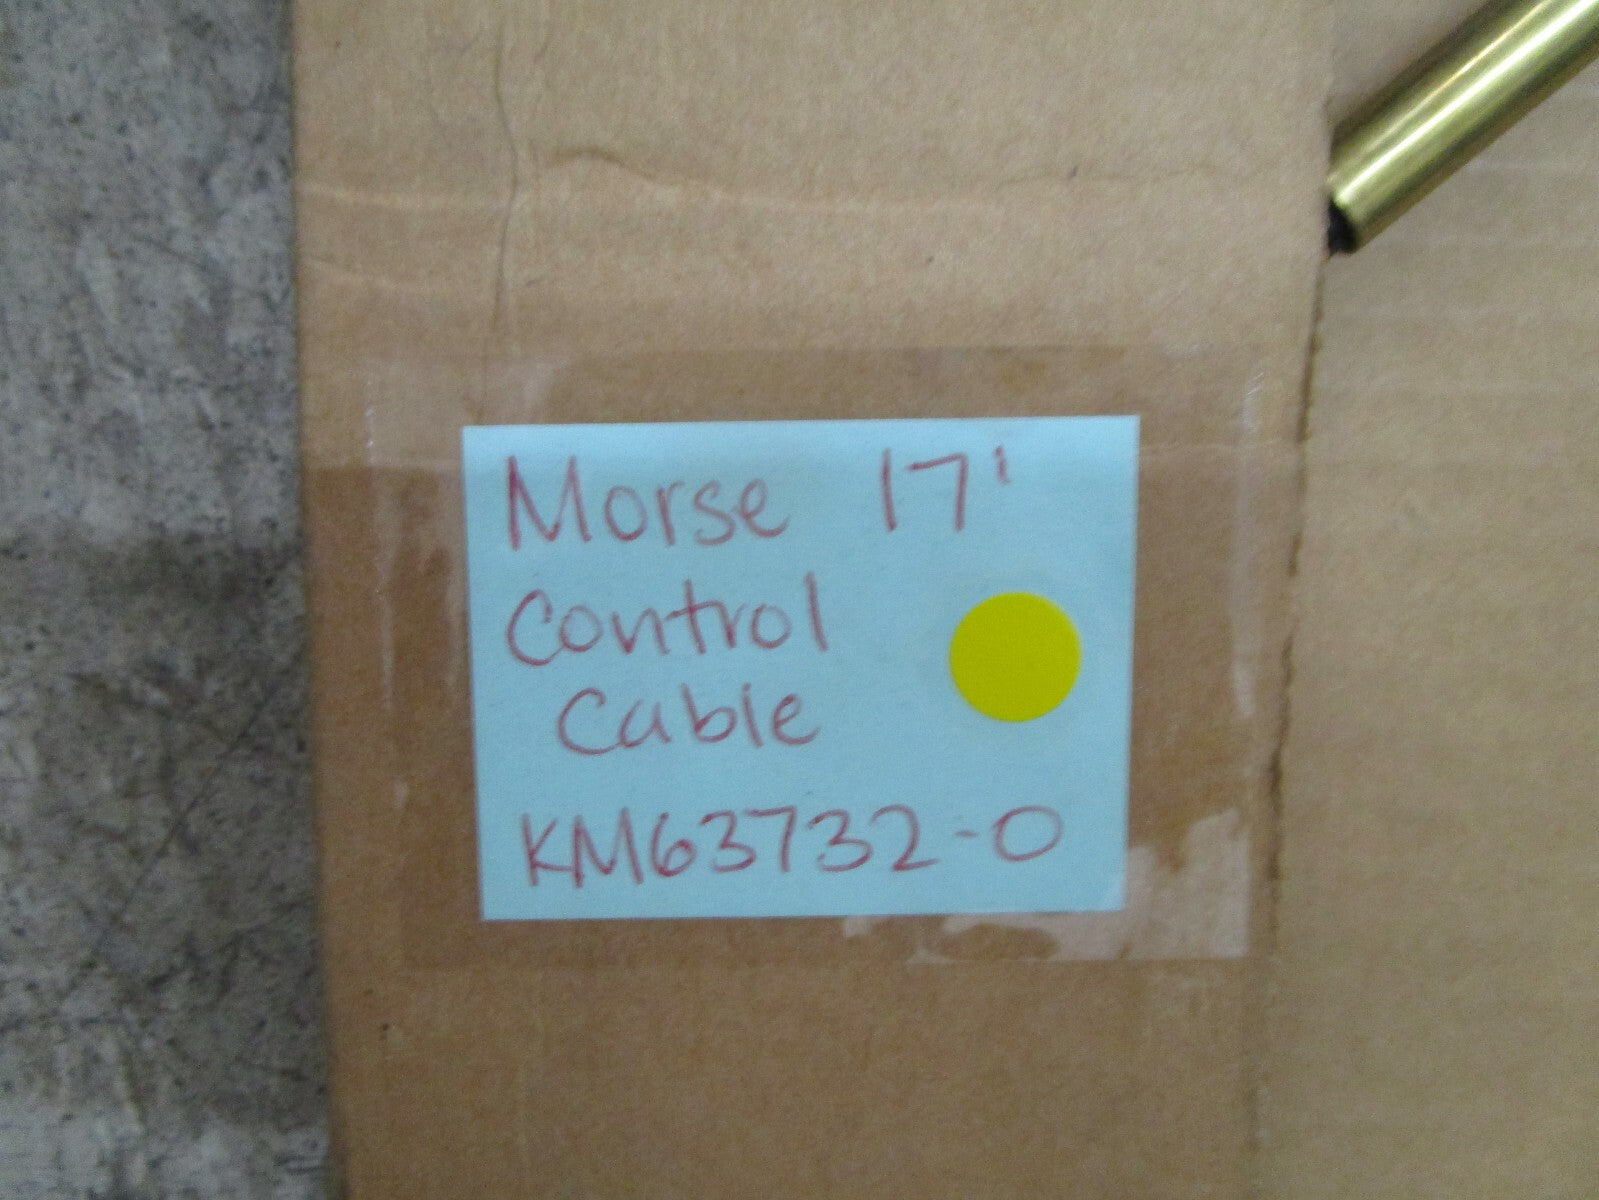 Morse 17'
Control
Cable
KM63732-0